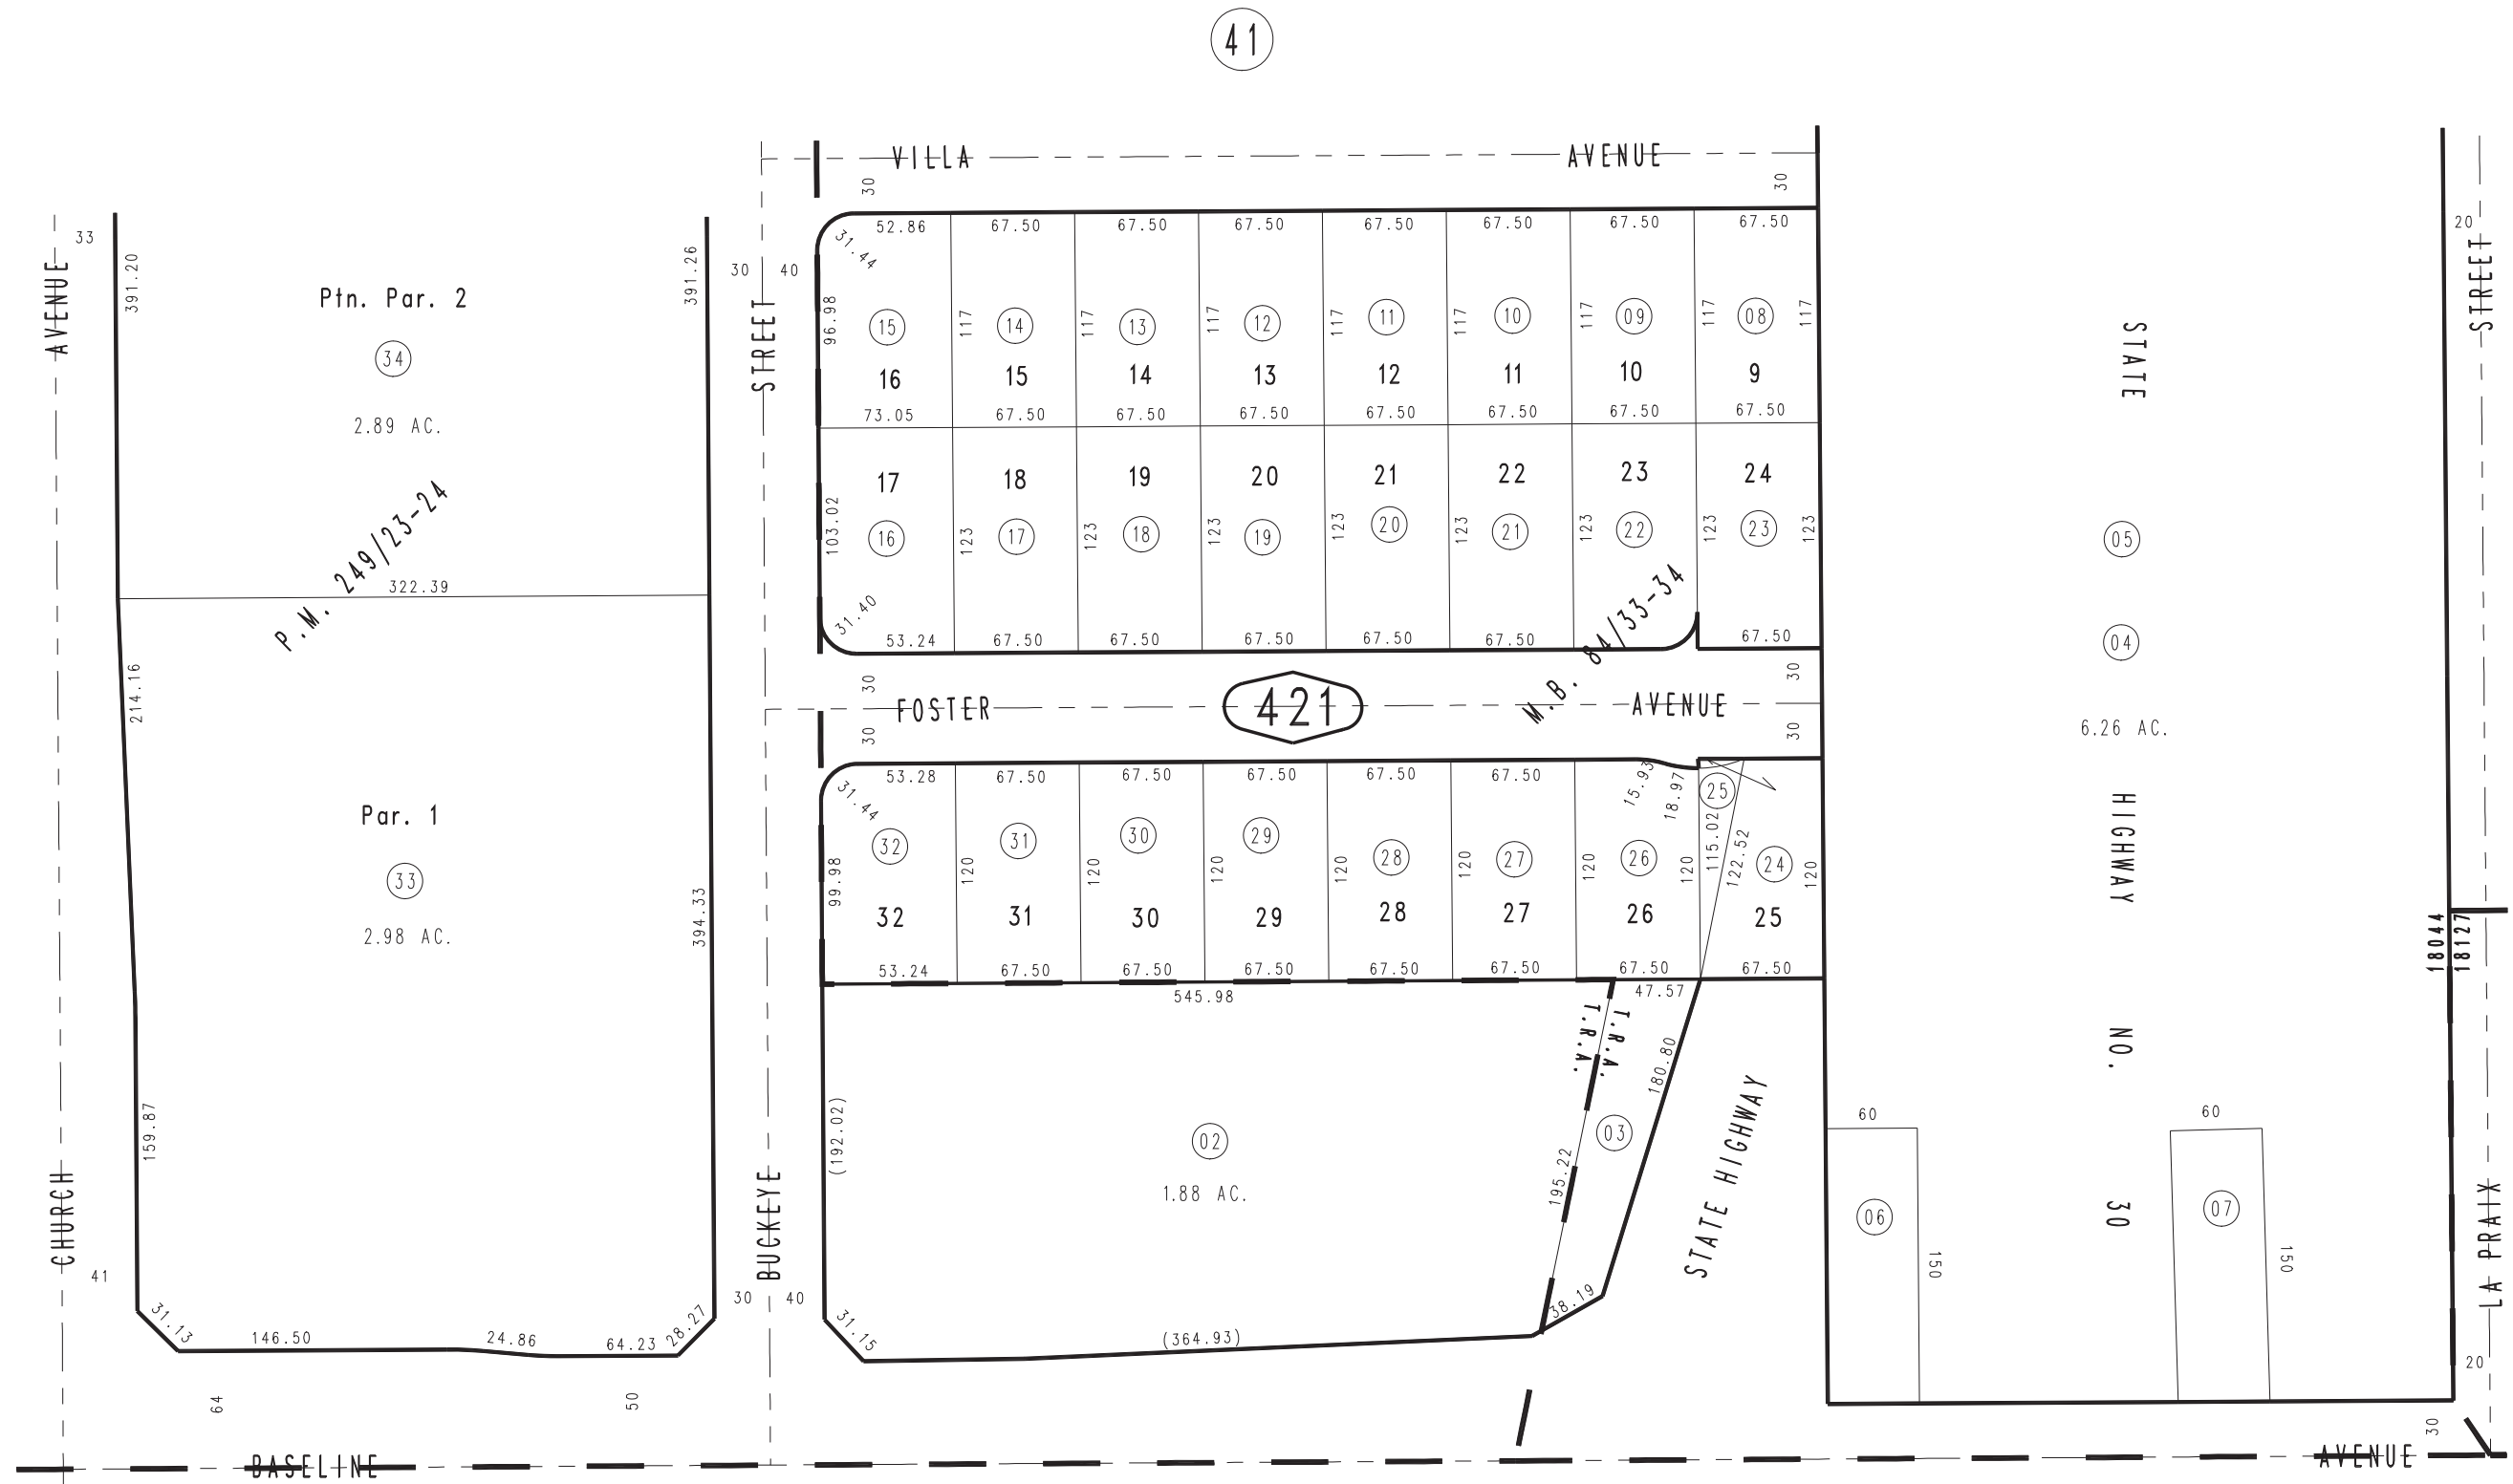 41
VILLA AVENUE
30 30
33
20
52.86 67.50 67.50 67.50 67.50 67.50 67.50 67.50
31.44
AVENUE
391.20
391.26
30 40
STREET
STREET
Ptn. Par. 2
34
2.89 AC.
96.98 117 117 117 117 117 117 117 117
15 14 13 12 11 10 09 08
16 15 14 13 12 11 10 9
73.05 67.50 67.50 67.50 67.50 67.50 67.50 67.50
STATE
17 18 19 20 21 22 23 24
16 17 18 19 20 21 22 23
103.02 123 123 123 123 123 123 123 123
05
P.M. 249/23-24
322.39
31.40
53.24 67.50 67.50 67.50 67.50 67.50 67.50
M.B. 84/33-34
04
214.16
30 30
FOSTER 421 AVENUE
30 30
6.26 AC.
53.28 67.50 67.50 67.50 67.50 67.50
31.44
15.93
18.97
25
Par. 1
33
2.98 AC.
HIGHWAY
32 31 30 29 28 27 26 24
99.98 120 120 120 120 120 120 120 115.02 122.52 120
32 31 30 29 28 27 26 25
394.33
18044
18127
53.24 67.50 67.50 67.50 67.50 67.50 67.50 67.50
545.98
47.57
T.R.A.
T.R.A.
180.80
NO.
159.87
(192.02)
02
1.88 AC.
03
195.22
STATE HIGHWAY
60 60
06 07
150 150
30
CHURCH
BUCKEYE
LA PRAIX
41
30 40
31.13
146.50 24.86 64.23
28.27
31.15
(364.93)
38.19
20
64
50
30
BASELINE AVENUE